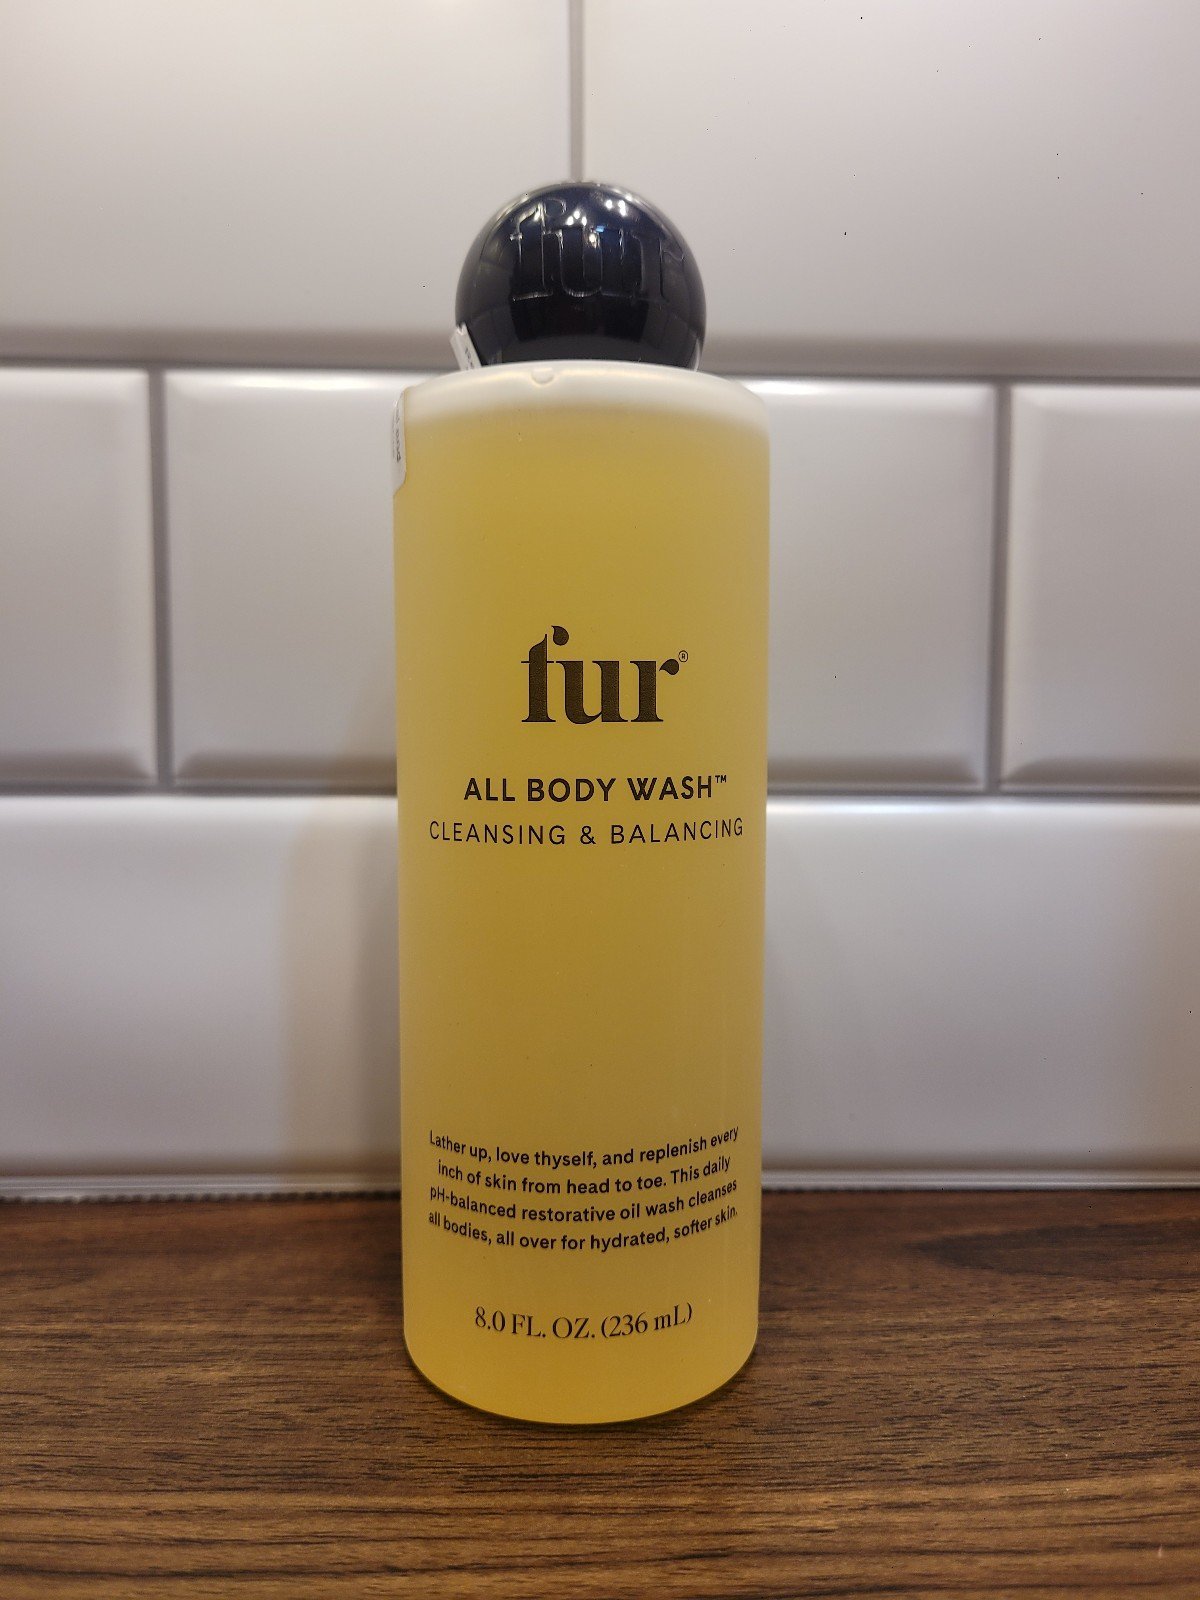 fur
fur®
ALL BODY WASH™
CLEANSING & BALANCING
Lather up, love thyself, and replenish every
inch of skin from head to toe. This daily
pH-balanced restorative oil wash cleanses
all bodies, all over for hydrated, softer skin.
8.0 FL. OZ. (236 mL)